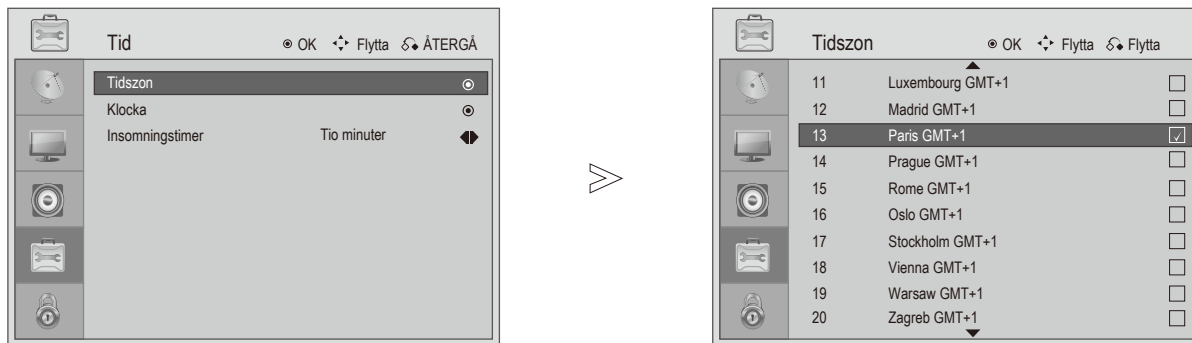 Tid OK Flytta ÅTERGÅ
Tidszon
Klocka
Insomningstimer Tio minuter
Tidszon OK Flytta Flytta
11 Luxembourg GMT+1
12 Madrid GMT+1
13 Paris GMT+1
14 Prague GMT+1
15 Rome GMT+1
16 Oslo GMT+1
17 Stockholm GMT+1
18 Vienna GMT+1
19 Warsaw GMT+1
20 Zagreb GMT+1